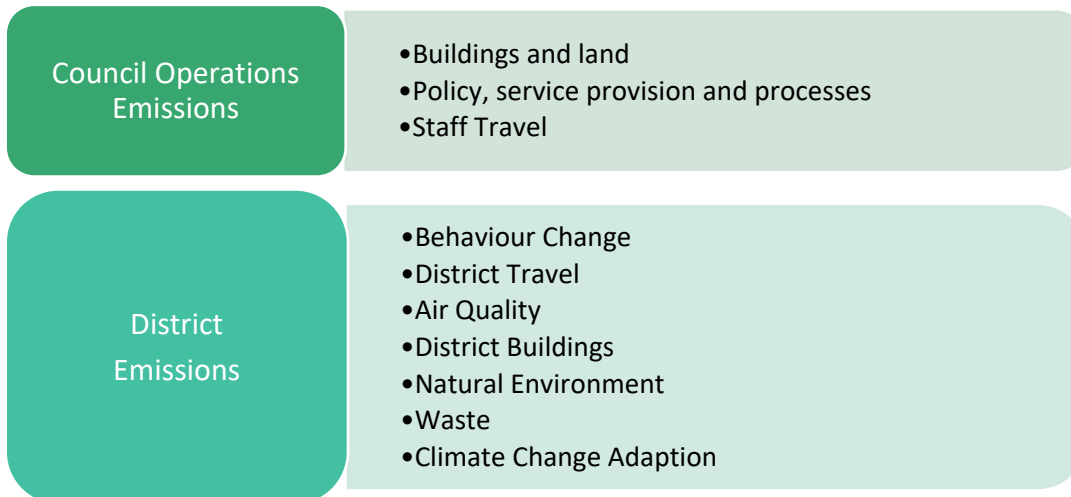 Council Operations
Emissions
•Buildings and land
•Policy, service provision and processes
•Staff Travel
District
Emissions
•Behaviour Change
•District Travel
•Air Quality
•District Buildings
•Natural Environment
•Waste
•Climate Change Adaption